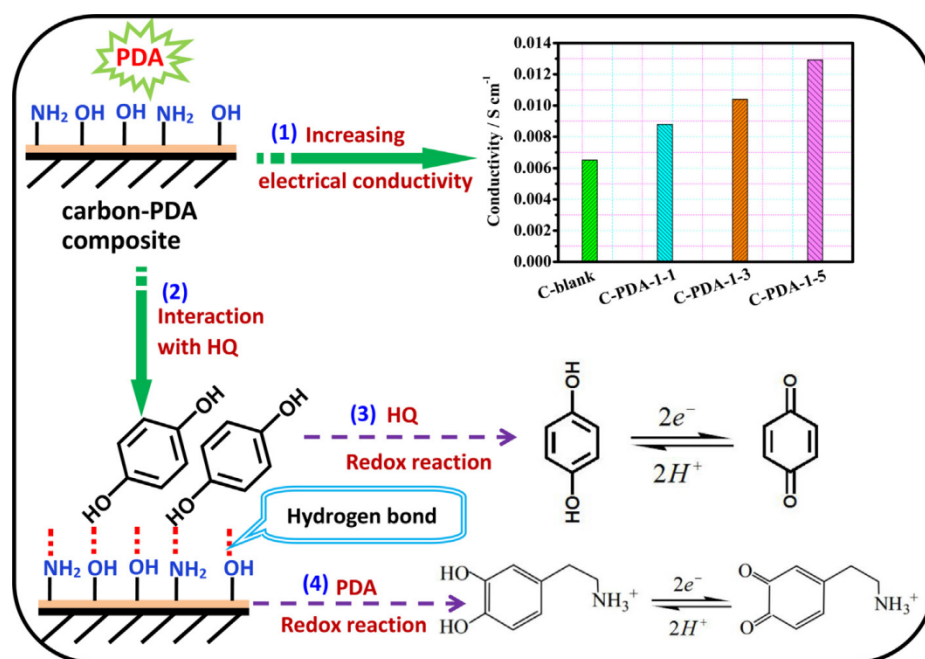 PDA
NH₂ OH OH NH₂ OH
carbon-PDA
composite
(1) Increasing
electrical conductivity
Conductivity / S cm⁻¹
0.014
0.012
0.010
0.008
0.006
0.004
0.002
0.000
C-blank
C-PDA-1-1
C-PDA-1-3
C-PDA-1-5
(2)
Interaction
with HQ
OH
HO
OH
HO
(3) HQ
Redox reaction
OH
OH
2e⁻
2H⁺
O
O
Hydrogen bond
NH₂ OH OH NH₂ OH
(4) PDA
Redox reaction
HO
HO
NH₃⁺
2e⁻
2H⁺
O
O
NH₃⁺